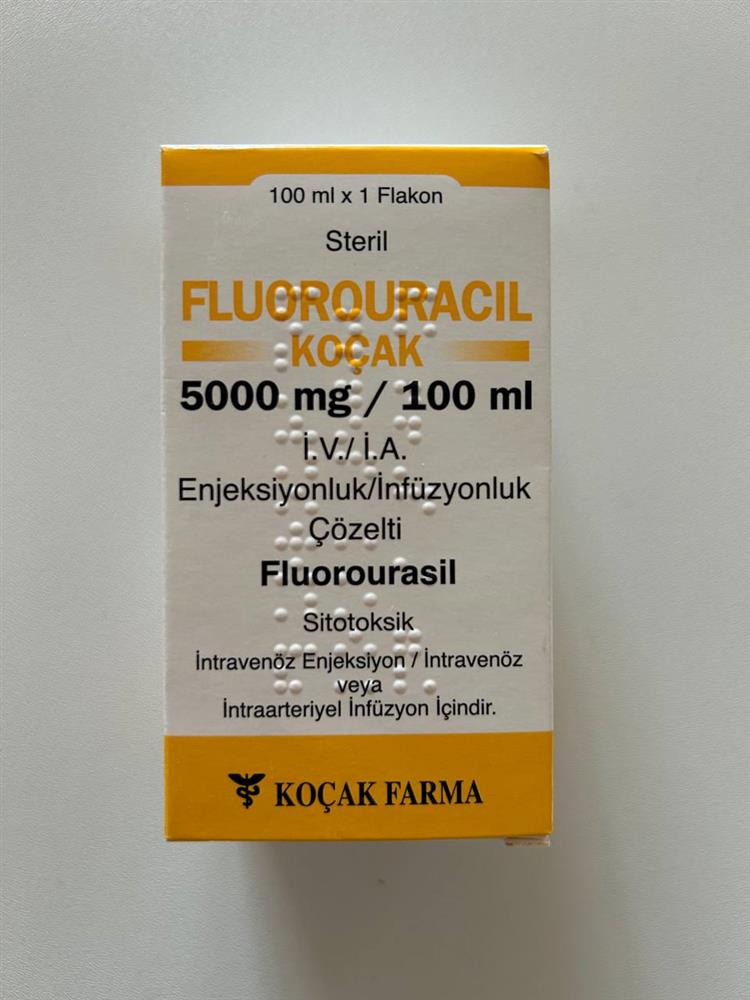 100 ml x 1 Flakon
Steril
FLUOROURACIL
KOÇAK
5000 mg / 100 ml
İ.V./ İ.A.
Enjeksiyonluk/İnfüzyonluk
Çözelti
Fluorourasil
Sitotoksik
İntravenöz Enjeksiyon / İntravenöz
veya
İntraarteriyel İnfüzyon İçindir.
KOÇAK FARMA